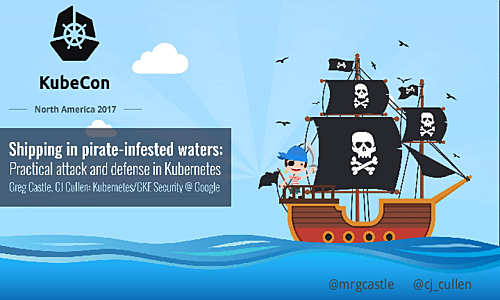 KubeCon
North America 2017
Shipping in pirate-infested waters:
Practical attack and defense in Kubernetes
Greg Castle, CJ Cullen: Kubernetes/GKE Security @ Google
@mrgcastle @cj_cullen